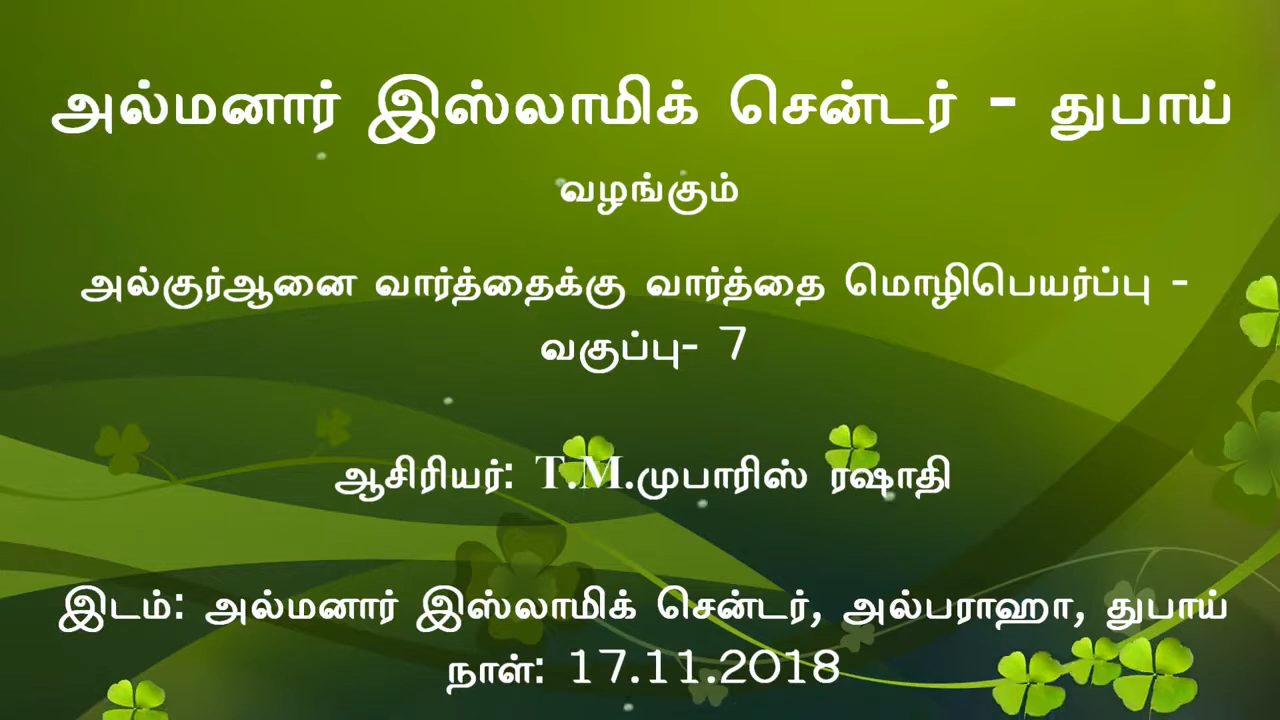 அல்மனார் இஸ்லாமிக் சென்டர் - துபாய்
வழங்கும்
அல்குர்ஆனை வார்த்தைக்கு வார்த்தை மொழிபெயர்ப்பு -
வகுப்பு- 7
ஆசிரியர்: T.M.முபாரிஸ் ரஷாதி
இடம்: அல்மனார் இஸ்லாமிக் சென்டர், அல்பராஹா, துபாய்
நாள்: 17.11.2018